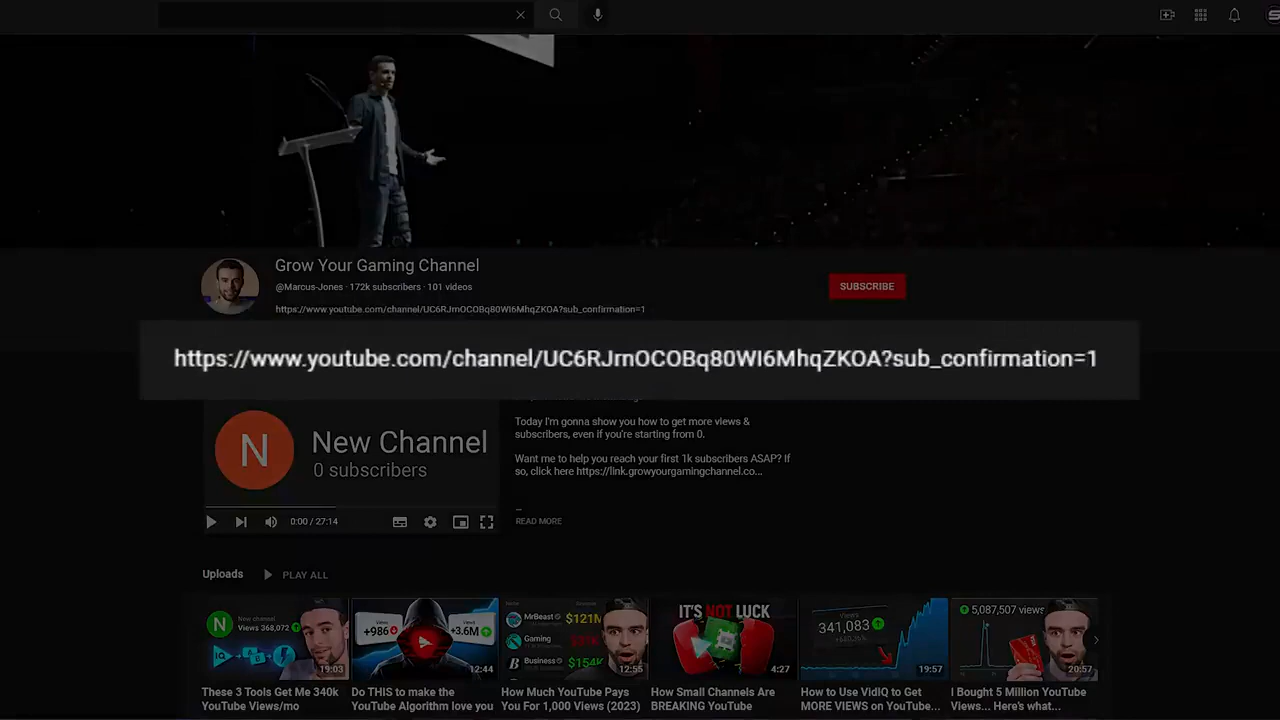 Grow Your Gaming Channel
@Marcus-Jones · 172k subscribers · 101 videos
SUBSCRIBE
https://www.youtube.com/channel/UC6RJrnOCOBq80WI6MhqZKOA?sub_confirmation=1
https://www.youtube.com/channel/UC6RJrnOCOBq80WI6MhqZKOA?sub_confirmation=1
N
New Channel
0 subscribers
Today I'm gonna show you how to get more views &
subscribers, even if you're starting from 0.
Want me to help you reach your first 1k subscribers ASAP? If
so, click here https://link.growyourgamingchannel.co...
...
READ MORE
0:00 / 27:14
Uploads
PLAY ALL
N
New channel
Views 368,072
IQ
19:03
These 3 Tools Get Me 340k
YouTube Views/mo
Views
+986
+3.6M
12:44
Do THIS to make the
YouTube Algorithm love you
MrBeast
$121M
Gaming
B
Business
$154K
12:55
How Much YouTube Pays
You For 1,000 Views (2023)
IT'S NOT LUCK
4:27
How Small Channels Are
BREAKING YouTube
Views
341,083
19:57
How to Use VidIQ to Get
MORE VIEWS on YouTube...
5,087,507 views
20:57
I Bought 5 Million YouTube
Views... Here's what...